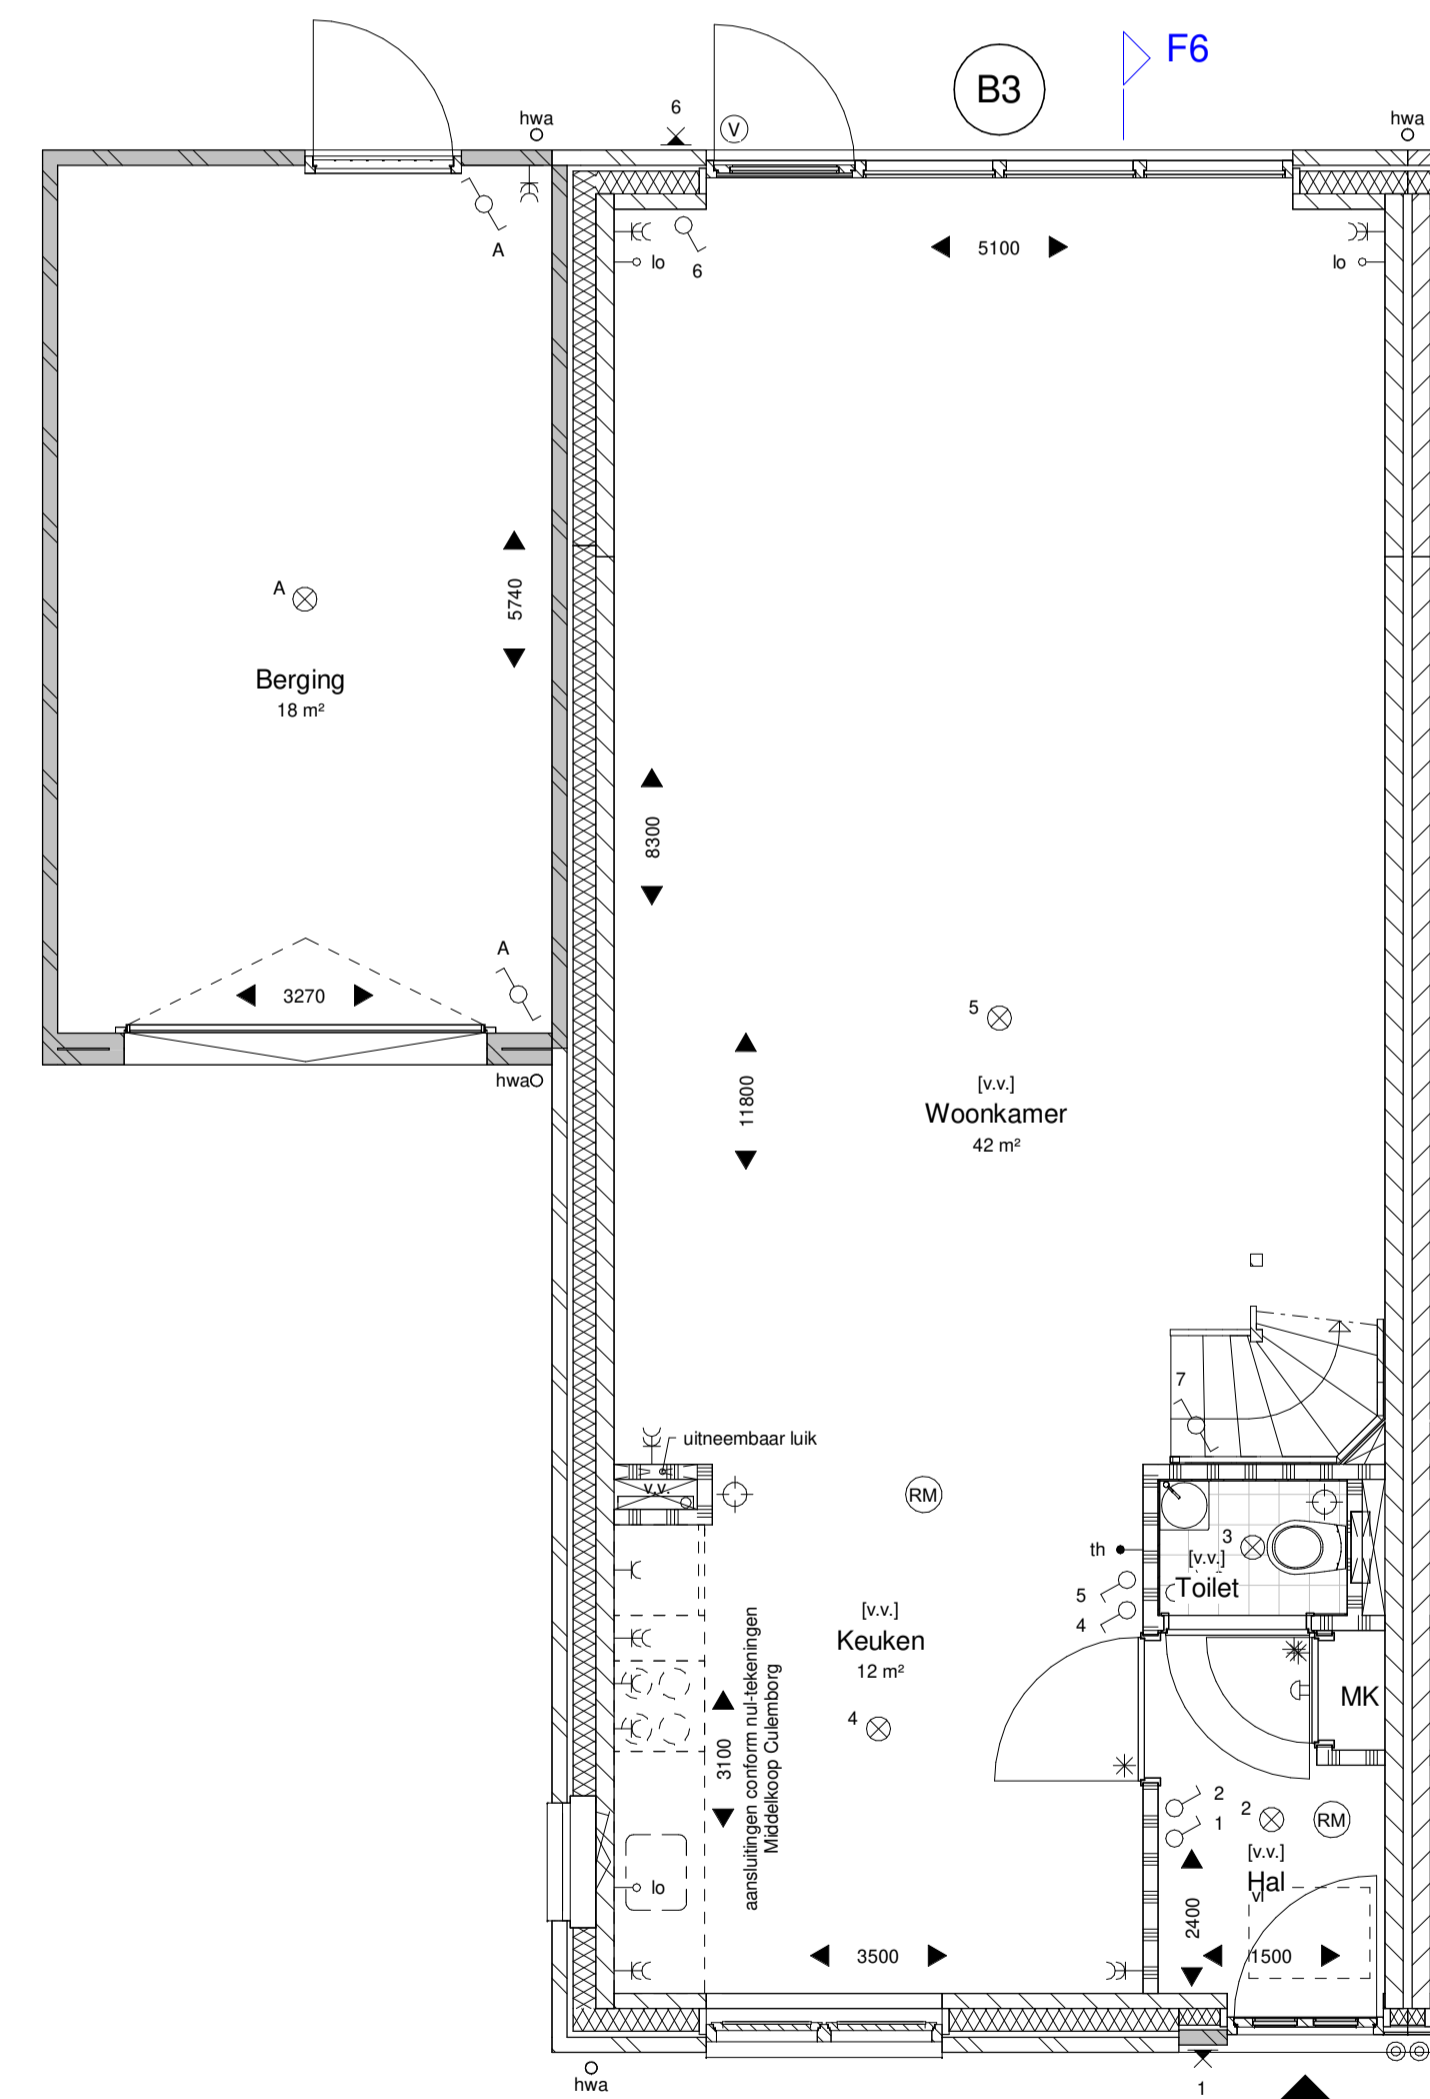 F6
B3
hwa
6
V
hwa
A
lo
6
5100
lo
5740
A
Berging
18 m²
8300
A
3270
hwa
5
11800
[v.v.]
Woonkamer
42 m²
7
uitneembaar luik
v.v.
RM
th
3
[v.v.]
Toilet
5
4
[v.v.]
Keuken
12 m²
4
aansluitingen conform nul-tekeningen
Middelkoop Culemborg
3100
MK
2
1
2
RM
[v.v.]
Hal
vl
lo
2400
3500
1500
hwa
1